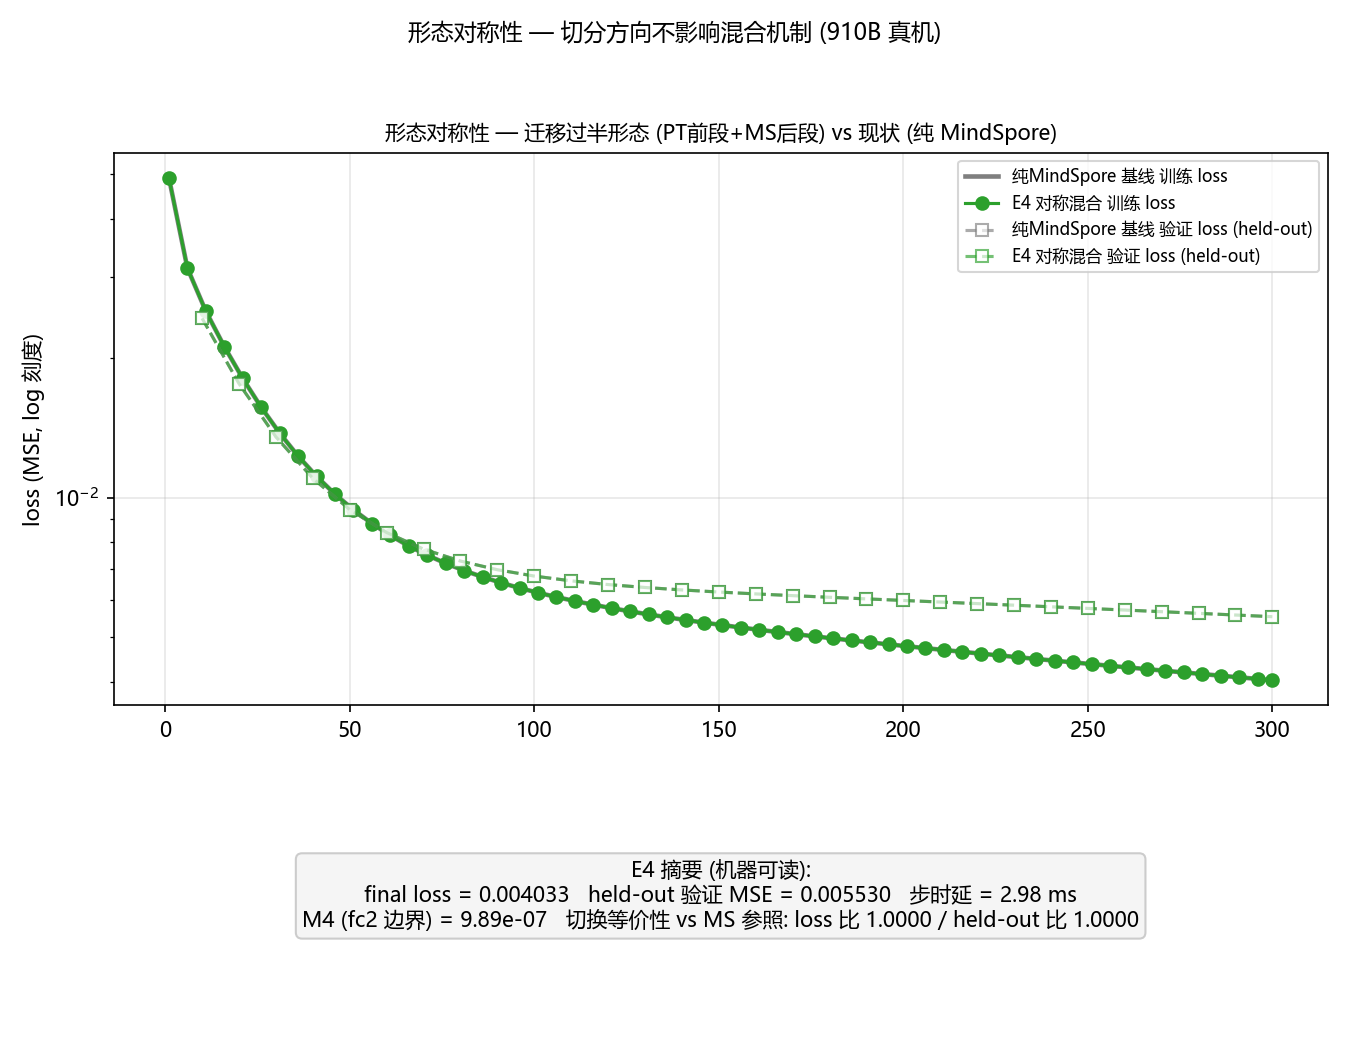 形态对称性 — 切分方向不影响混合机制 (910B 真机)
形态对称性 — 迁移过半形态 (PT前段+MS后段) vs 现状 (纯 MindSpore)
纯MindSpore 基线 训练 loss
E4 对称混合 训练 loss
纯MindSpore 基线 验证 loss (held-out)
E4 对称混合 验证 loss (held-out)
loss (MSE, log 刻度)
10⁻²
0 50 100 150 200 250 300
E4 摘要 (机器可读):
final loss = 0.004033 held-out 验证 MSE = 0.005530 步时延 = 2.98 ms
M4 (fc2 边界) = 9.89e-07 切换等价性 vs MS 参照: loss 比 1.0000 / held-out 比 1.0000